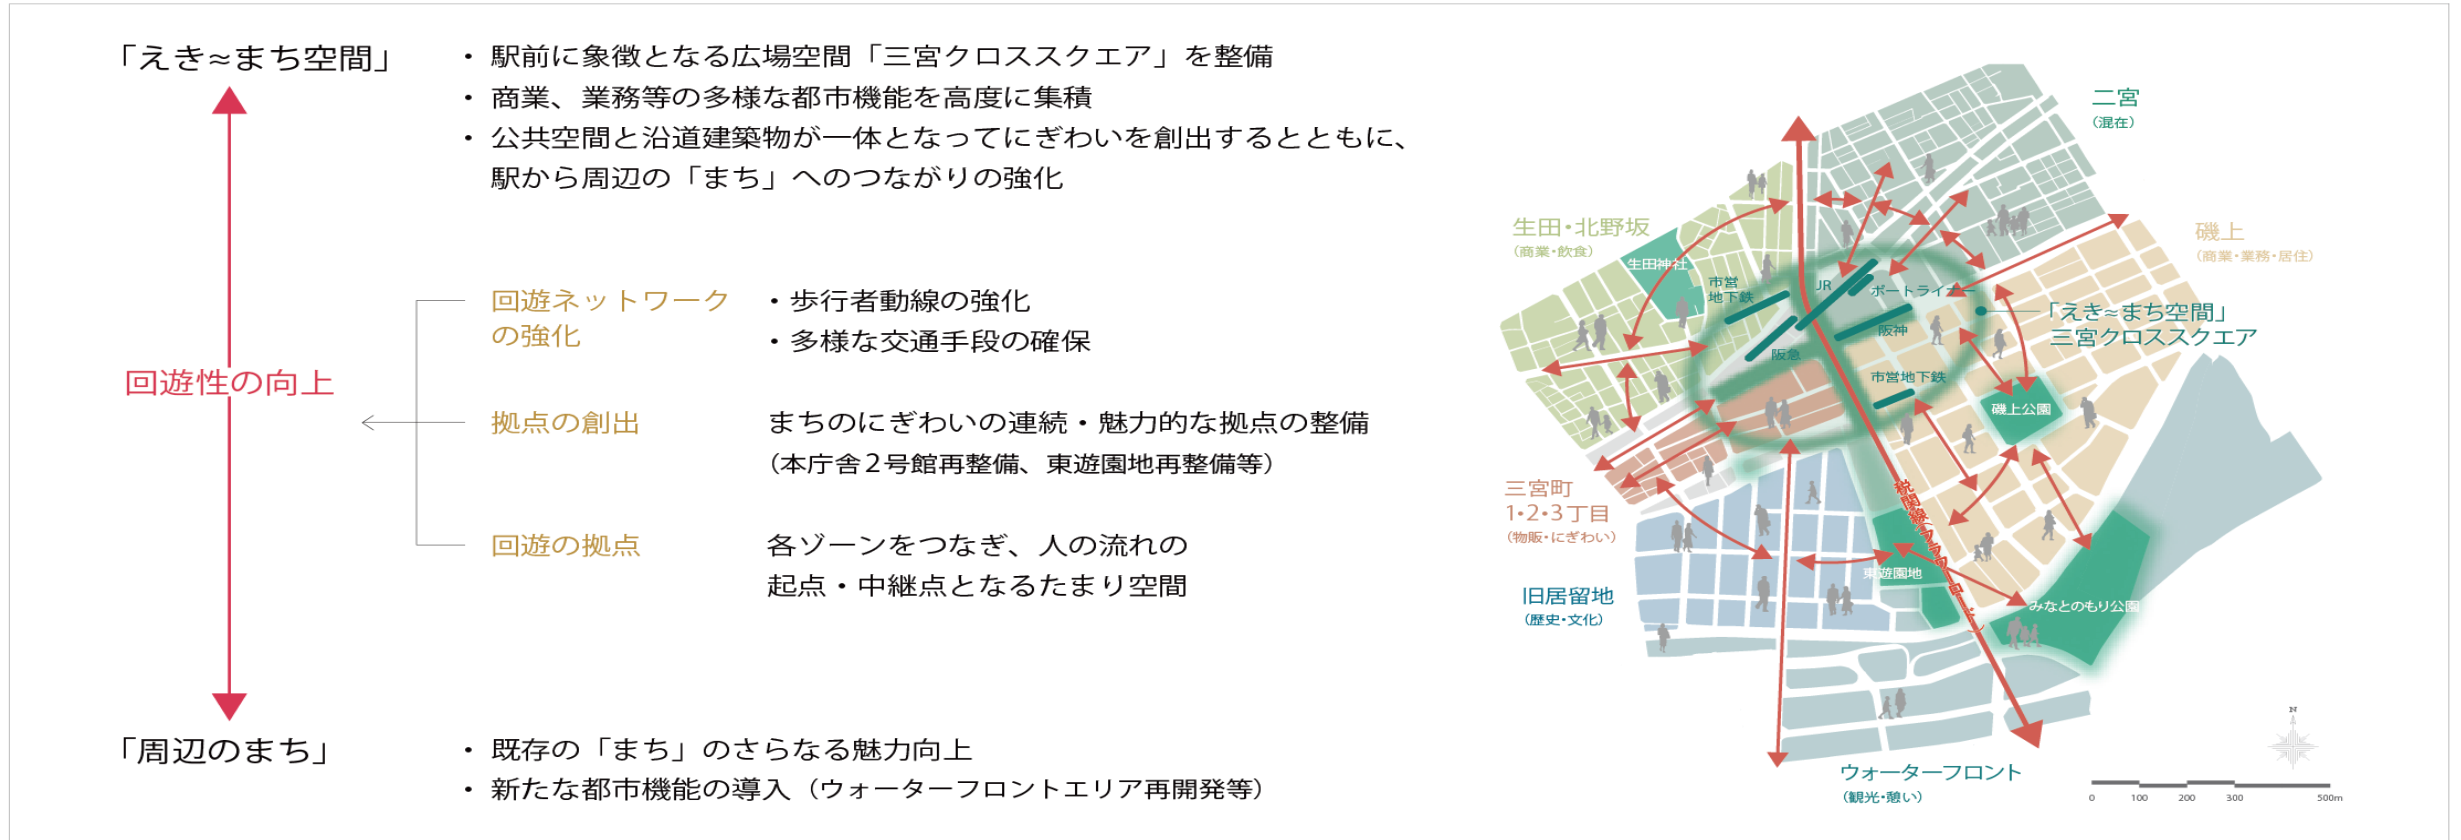 「えき≈まち空間」
・ 駅前に象徴となる広場空間「三宮クロススクエア」を整備
・ 商業、業務等の多様な都市機能を高度に集積
・ 公共空間と沿道建築物が一体となってにぎわいを創出するとともに、
駅から周辺の「まち」へのつながりの強化
回遊性の向上
回遊ネットワーク
の強化
・歩行者動線の強化
・多様な交通手段の確保
拠点の創出
まちのにぎわいの連続・魅力的な拠点の整備
（本庁舎２号館再整備、東遊園地再整備等）
回遊の拠点
各ゾーンをつなぎ、人の流れの
起点・中継点となるたまり空間
「周辺のまち」
・ 既存の「まち」のさらなる魅力向上
・ 新たな都市機能の導入（ウォーターフロントエリア再開発等）
二宮
（混在）
生田・北野坂
（商業・飲食）
生田神社
磯上
（商業・業務・居住）
市営
地下鉄
JR
ポートライナー
「えき≈まち空間」
三宮クロススクエア
阪神
阪急
市営地下鉄
磯上公園
三宮町
1・2・3丁目
（物販・にぎわい）
税関線（フラワーロード）
東遊園地
みなとのもり公園
旧居留地
（歴史・文化）
ウォーターフロント
（観光・憩い）
N
0 100 200 300 500m